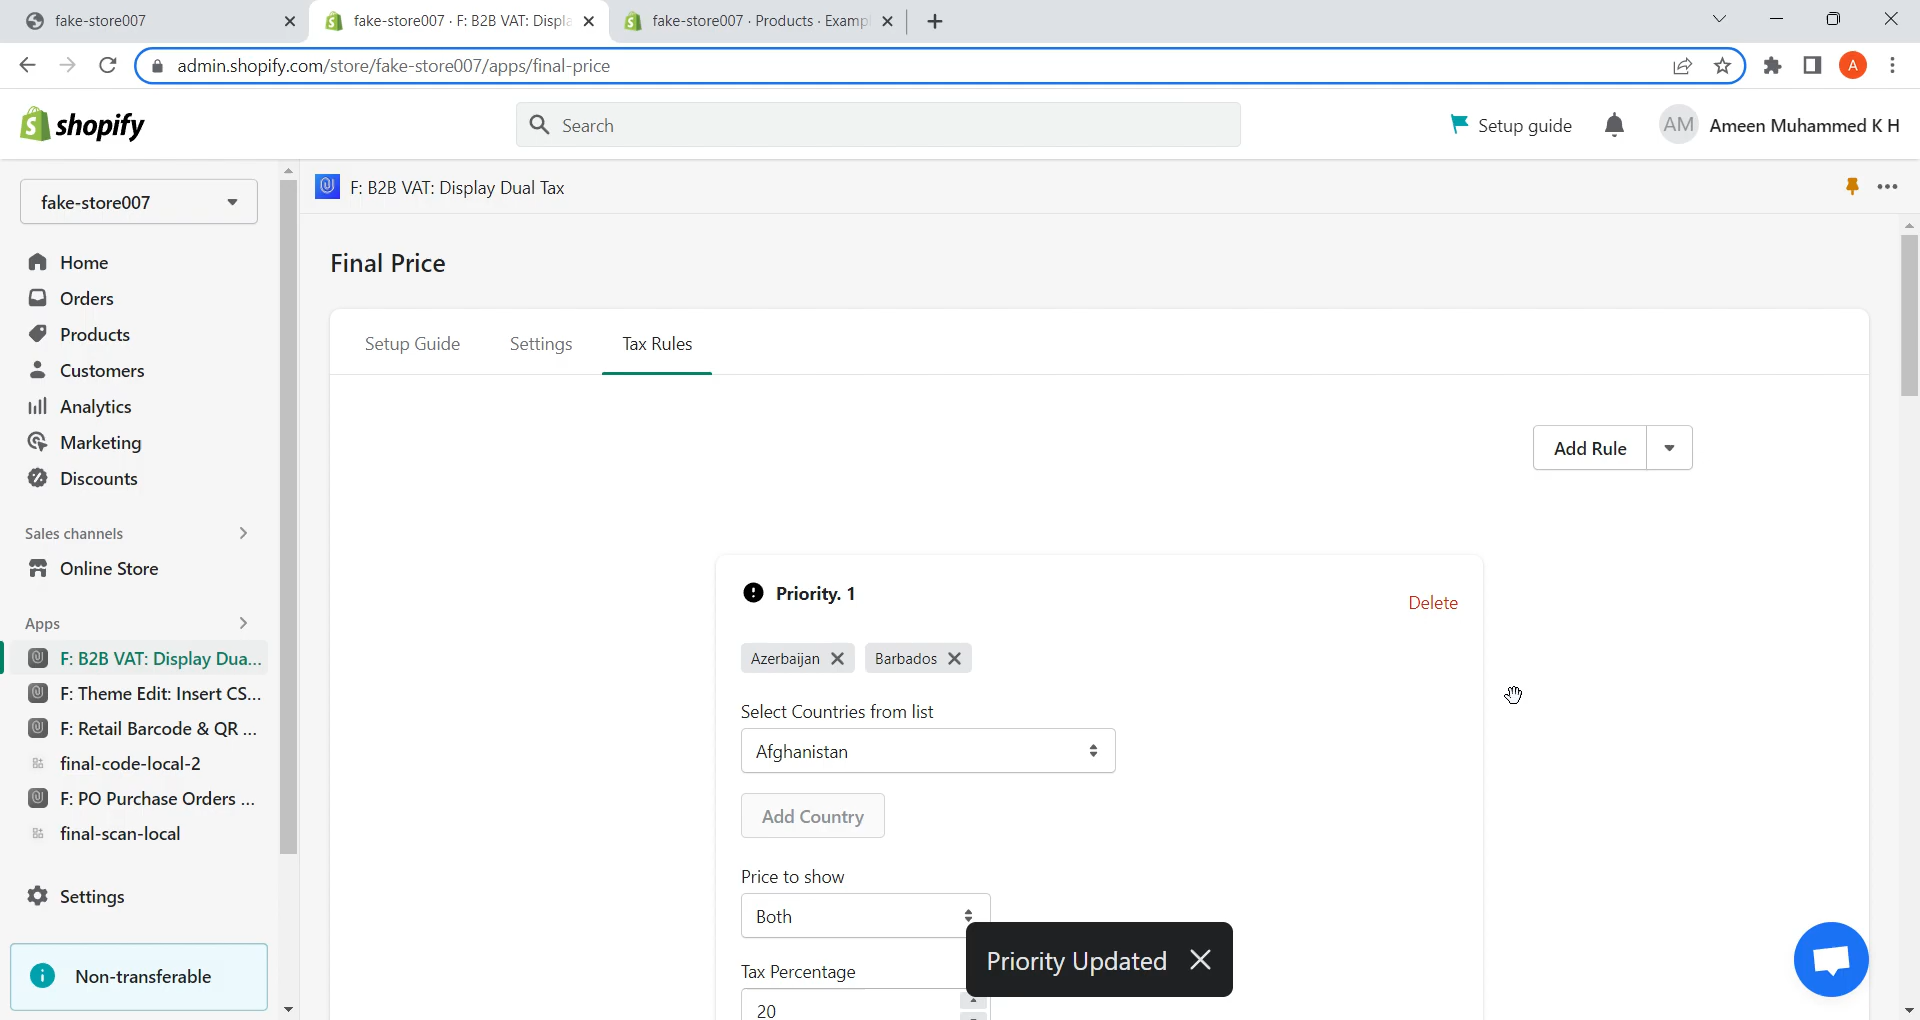 fake-store007
fake-store007 · F: B2B VAT: Displa
fake-store007 · Products · Exampl
admin.shopify.com/store/fake-store007/apps/final-price
A
shopify
Search
Setup guide
AM
Ameen Muhammed K H
fake-store007
F: B2B VAT: Display Dual Tax
Home
Orders
Products
Customers
Analytics
Marketing
Discounts
Sales channels
Online Store
Apps
F: B2B VAT: Display Dua...
F: Theme Edit: Insert CS...
F: Retail Barcode & QR ...
final-code-local-2
F: PO Purchase Orders ...
final-scan-local
Settings
Non-transferable
Final Price
Setup Guide
Settings
Tax Rules
Add Rule
Priority. 1
Delete
Azerbaijan
Barbados
Select Countries from list
Afghanistan
Add Country
Price to show
Both
Tax Percentage
20
Priority Updated